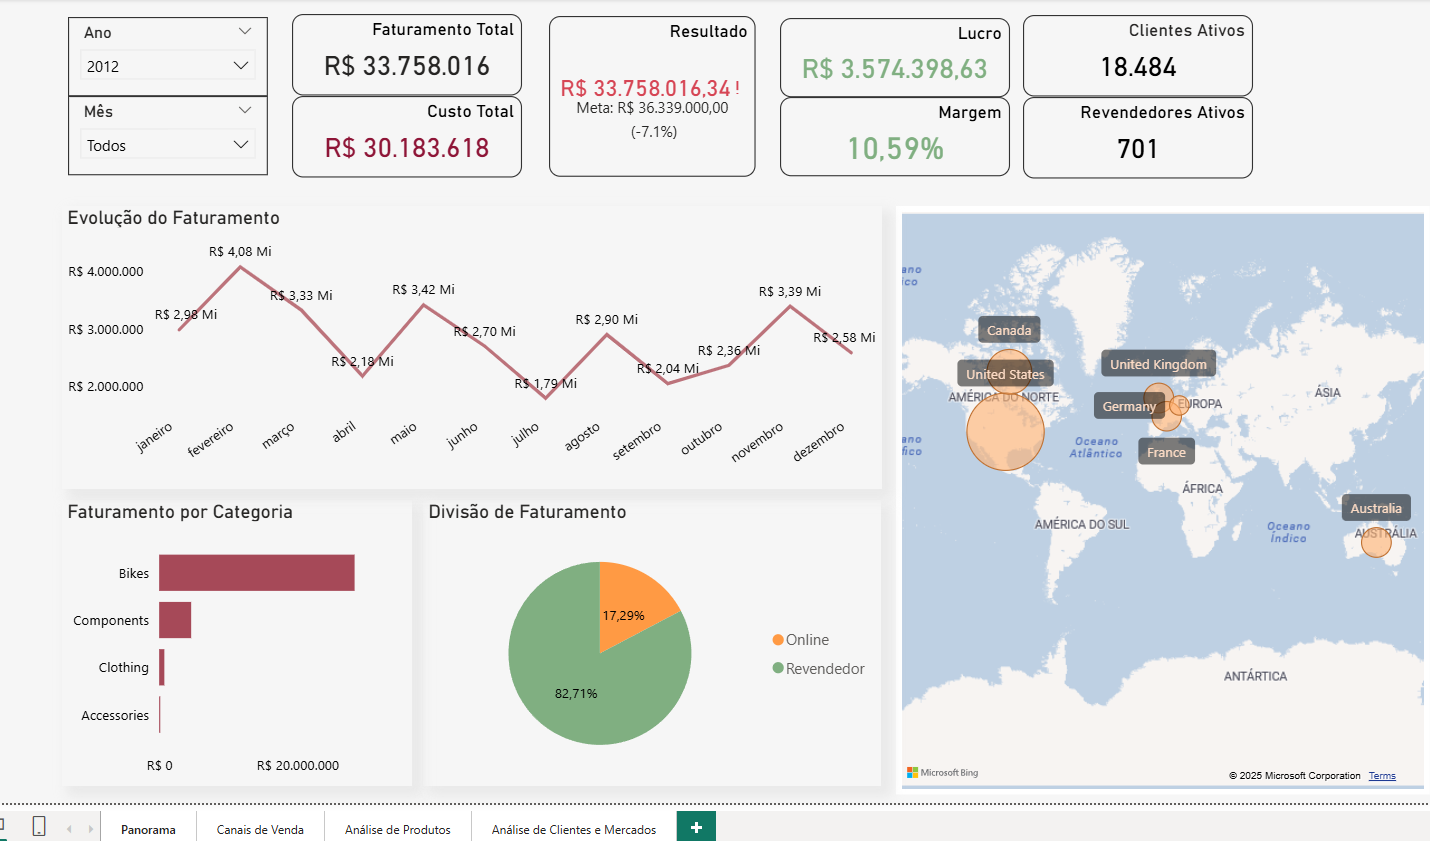 Ano
2012
Mês
Todos
Faturamento Total
R$ 33.758.016
Custo Total
R$ 30.183.618
Resultado
R$ 33.758.016,34 !
Meta: R$ 36.339.000,00
(-7.1%)
Lucro
R$ 3.574.398,63
Margem
10,59%
Clientes Ativos
18.484
Revendedores Ativos
701
Evolução do Faturamento
R$ 4.000.000
R$ 3.000.000
R$ 2.000.000
R$ 2,98 Mi
R$ 4,08 Mi
R$ 3,33 Mi
R$ 2,18 Mi
R$ 3,42 Mi
R$ 2,70 Mi
R$ 1,79 Mi
R$ 2,90 Mi
R$ 2,04 Mi
R$ 2,36 Mi
R$ 3,39 Mi
R$ 2,58 Mi
janeiro
fevereiro
março
abril
maio
junho
julho
agosto
setembro
outubro
novembro
dezembro
Faturamento por Categoria
Bikes
Components
Clothing
Accessories
R$ 0
R$ 20.000.000
Divisão de Faturamento
17,29%
82,71%
Online
Revendedor
ano
ico
Canada
United States
AMÉRICA DO NORTE
United Kingdom
Germany
EUROPA
France
ÁSIA
ano
fico
Oceano
Atlântico
ÁFRICA
AMÉRICA DO SUL
Oceano
Índico
Australia
AUSTRÁLIA
ANTÁRTICA
Microsoft Bing
© 2025 Microsoft Corporation Terms
Panorama
Canais de Venda
Análise de Produtos
Análise de Clientes e Mercados
+